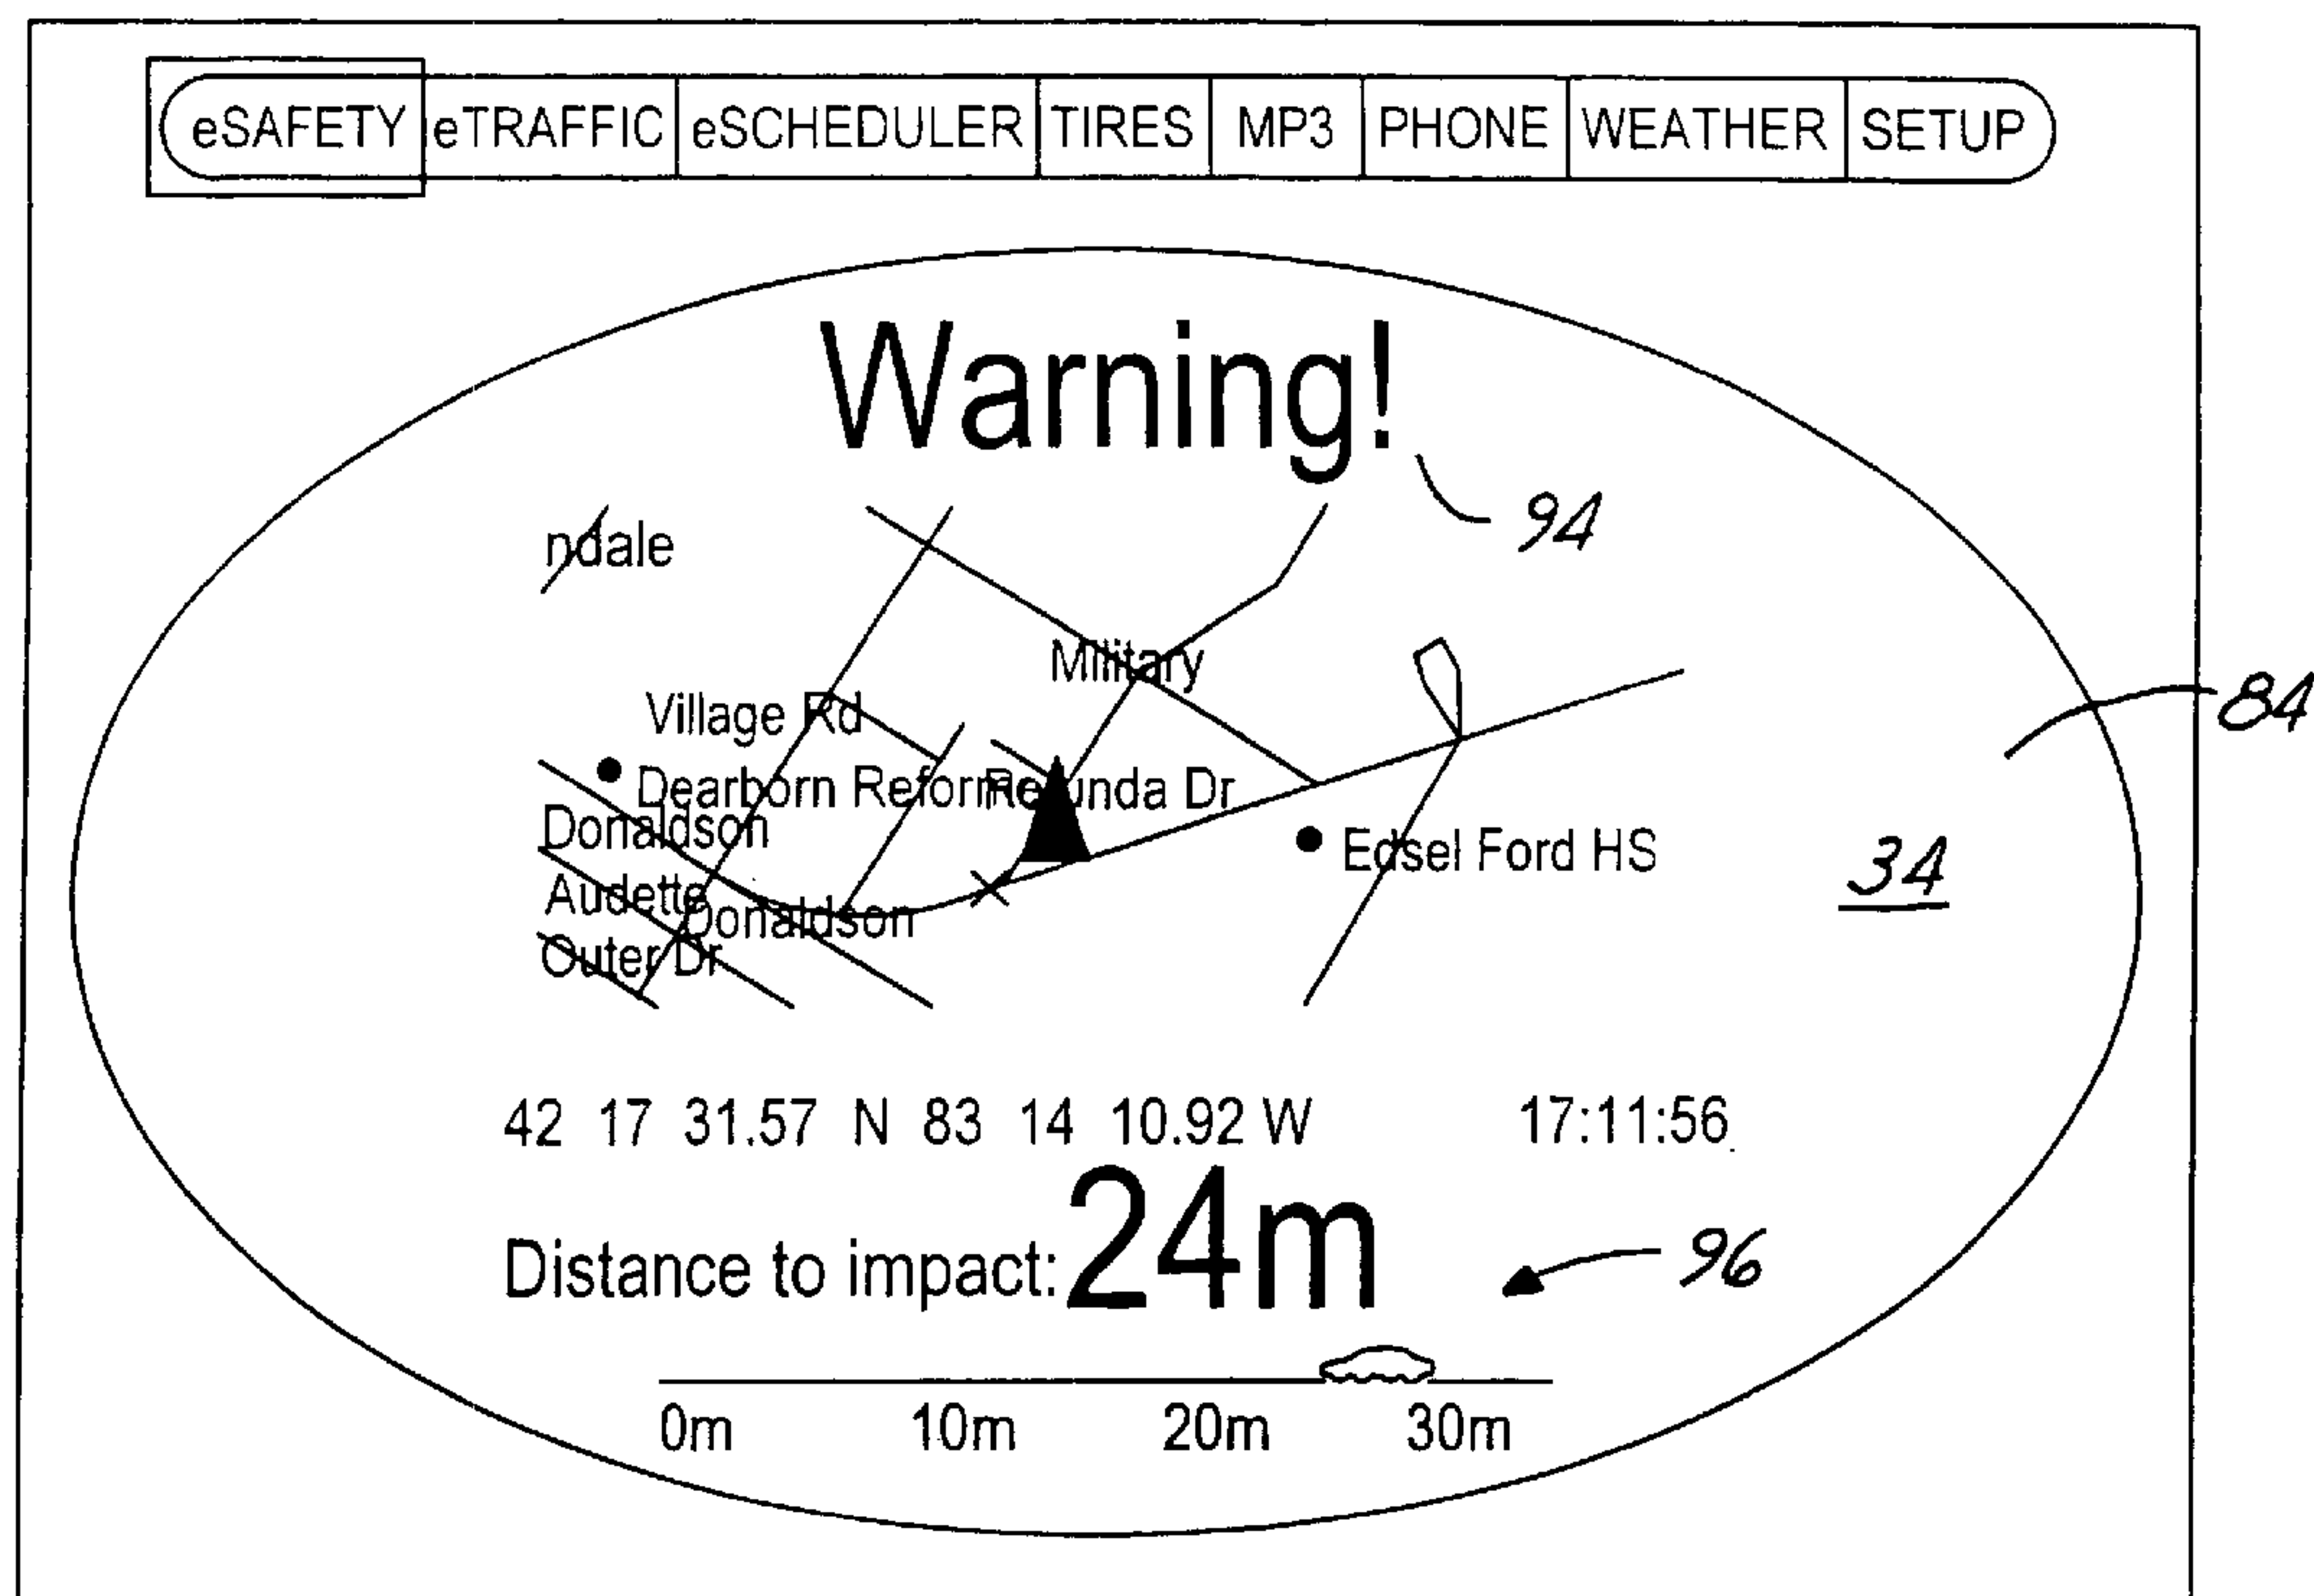 eSAFETY eTRAFFIC eSCHEDULER TIRES MP3 PHONE WEATHER SETUP
Warning!
94
ndale
Military
84
Village Rd
Dearborn Reform
unda Dr
Donaldson
Edsel Ford HS
34
Audette
Donaldson
Outer Dr
42 17 31.57 N 83 14 10.92 W 17:11:56
Distance to impact: 24m
96
0m 10m 20m 30m